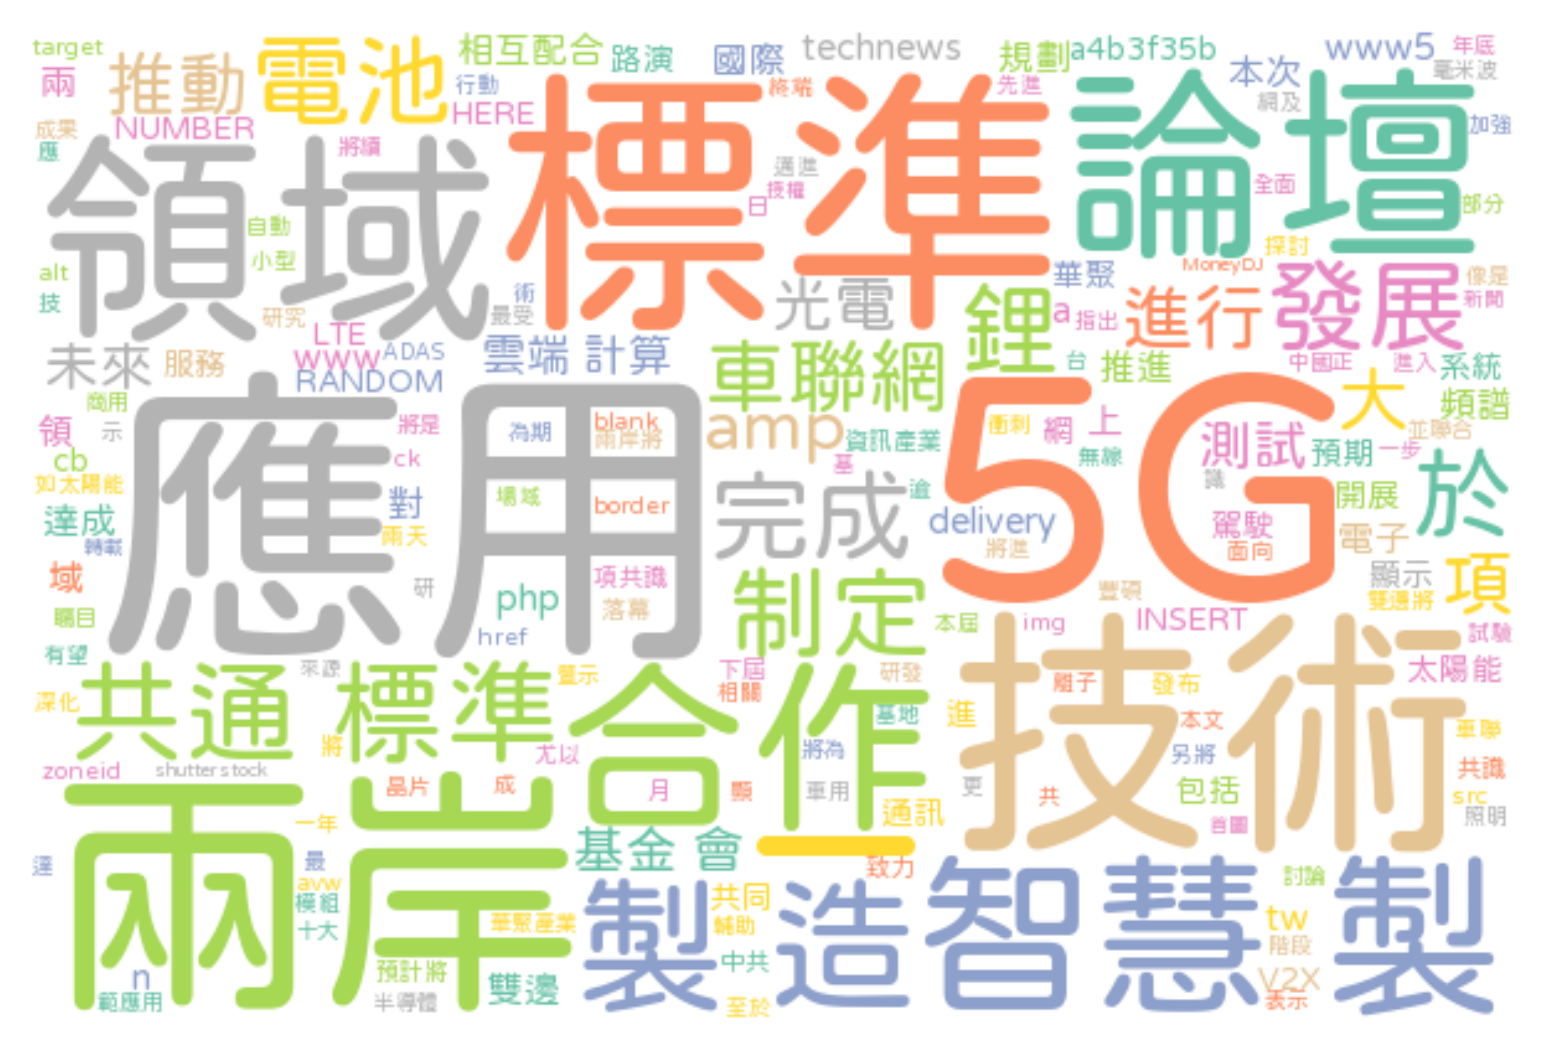 target
推動
電池
相互配合
路演
國際
technews
規劃
a4b3f35b
www5
年底
兩
行動
終端
先進
本次
毫米波
網及
NUMBER
HERE
標準
論壇
加強
成果
應
將續
領域
邁進
授權
日
全面
部分
自動
小型
探討
alt
技
術
光電
華聚
MoneyDJ
發展
像是
新聞
研究
最受
鋰
a
指出
進行
LTE
www
ADAS
RANDOM
雲端
計算
車聯網
台
推進
中國正
進入
系統
未來
服務
商用
大
頻譜
領
示
應用
將是
為期
blank
兩岸將
amp
資訊產業
5G
衝刺
網
上
測試
預期
一步
並聯合
cb
ck
基
無線
如太陽能
場域
border
完成
逾
識
開展
於
達成
對
delivery
駕駛
電子
轉載
兩天
將進
面向
域
研
項共識
制定
顯示
項
矚目
php
落幕
豐碩
雙邊將
href
本屆
img
INSERT
試驗
有望
來源
豎示
下屆
研發
技術
太陽能
深化
共通
標準
合作
相關
基地
進
離子
發布
本文
車聯
將
尤以
將為
另將
zoneid
shutterstock
晶片
成
月
顯
車用
更
共
包括
共識
src
兩岸
一年
通訊
首圖
照明
達
最
基金
會
一
致力
討論
avw
模組
製造
智慧
製
十大
華聚產業
共同
輔助
tw
階段
n
預計將
雙邊
中共
V2X
範應用
半導體
至於
表示